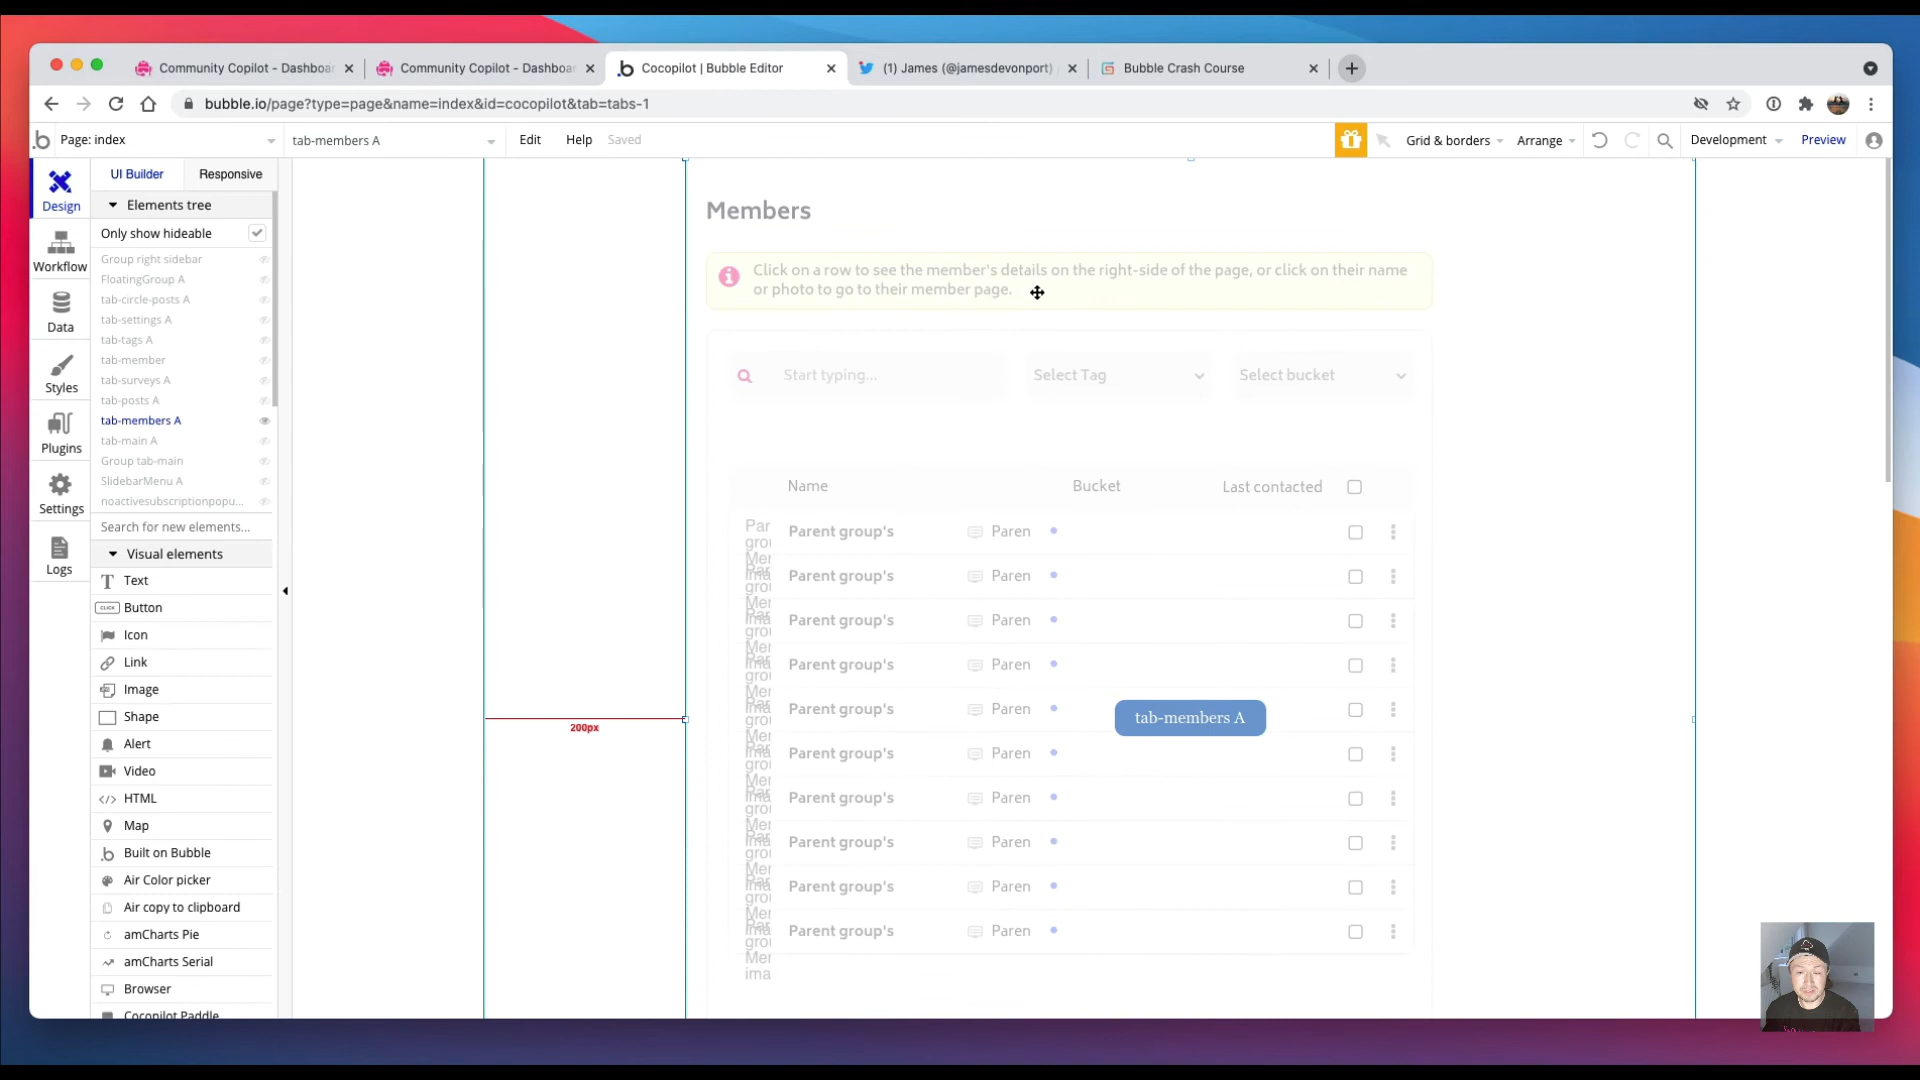 Community Copilot - Dashboar
Community Copilot - Dashboar
Cocopilot | Bubble Editor
(1) James (@jamesdevonport)
Bubble Crash Course
bubble.io/page?type=page&name=index&id=cocopilot&tab=tabs-1
Page: index
tab-members A
Edit
Help
Saved
Grid & borders
Arrange
Development
Preview
Design
Workflow
Data
Styles
Plugins
Settings
Logs
UI Builder
Responsive
Elements tree
Only show hideable
Group right sidebar
FloatingGroup A
tab-circle-posts A
tab-settings A
tab-tags A
tab-member
tab-surveys A
tab-posts A
tab-members A
tab-main A
Group tab-main
SlidebarMenu A
noactivesubscriptionpopu...
Search for new elements...
Visual elements
Text
CLICK Button
Icon
Link
Image
Shape
Alert
Video
HTML
Map
Built on Bubble
Air Color picker
Air copy to clipboard
amCharts Pie
amCharts Serial
Browser
Cocopilot Paddle
200px
Members
Click on a row to see the member's details on the right-side of the page, or click on their name
or photo to go to their member page.
Start typing...
Select Tag
Select bucket
Name
Bucket
Last contacted
Parent group's
Paren
Parent group's
Paren
Parent group's
Paren
Parent group's
Paren
Parent group's
Paren
tab-members A
Parent group's
Paren
Parent group's
Paren
Parent group's
Paren
Parent group's
Paren
Parent group's
Paren